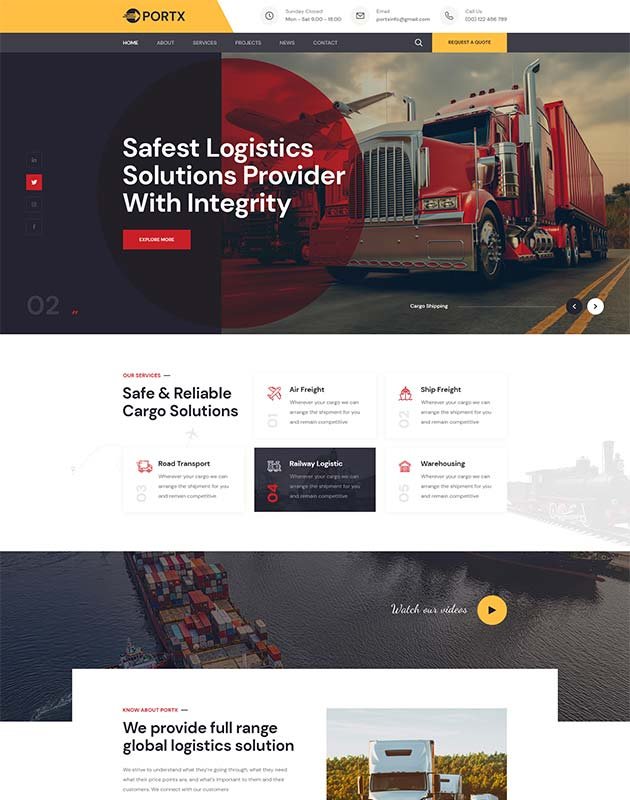 PORTX
Sunday Closed!
Mon - Sat 9.00 - 18.00
Email
portxinfo@gmail.com
Call Us
(00) 122 456 789
HOME
ABOUT
SERVICES
PROJECTS
NEWS
CONTACT
REQUEST A QUOTE
Safest Logistics
Solutions Provider
With Integrity
EXPLORE MORE
02
Cargo Shipping
OUR SERVICES
Safe & Reliable
Cargo Solutions
01
Air Freight
Wherever your cargo we can
arrange the shipment for you
and remain competitive
02
Ship Freight
Wherever your cargo we can
arrange the shipment for you
and remain competitive
03
Road Transport
Wherever your cargo we can
arrange the shipment for you
and remain competitive
04
Railway Logistic
Wherever your cargo we can
arrange the shipment for you
and remain competitive
05
Warehousing
Wherever your cargo we can
arrange the shipment for you
and remain competitive
Watch our videos
KNOW ABOUT PORTX
We provide full range
global logistics solution
We strive to understand what they're going through, what they need
what their price points are, and what's important to them and their
customers. We connect with our customers